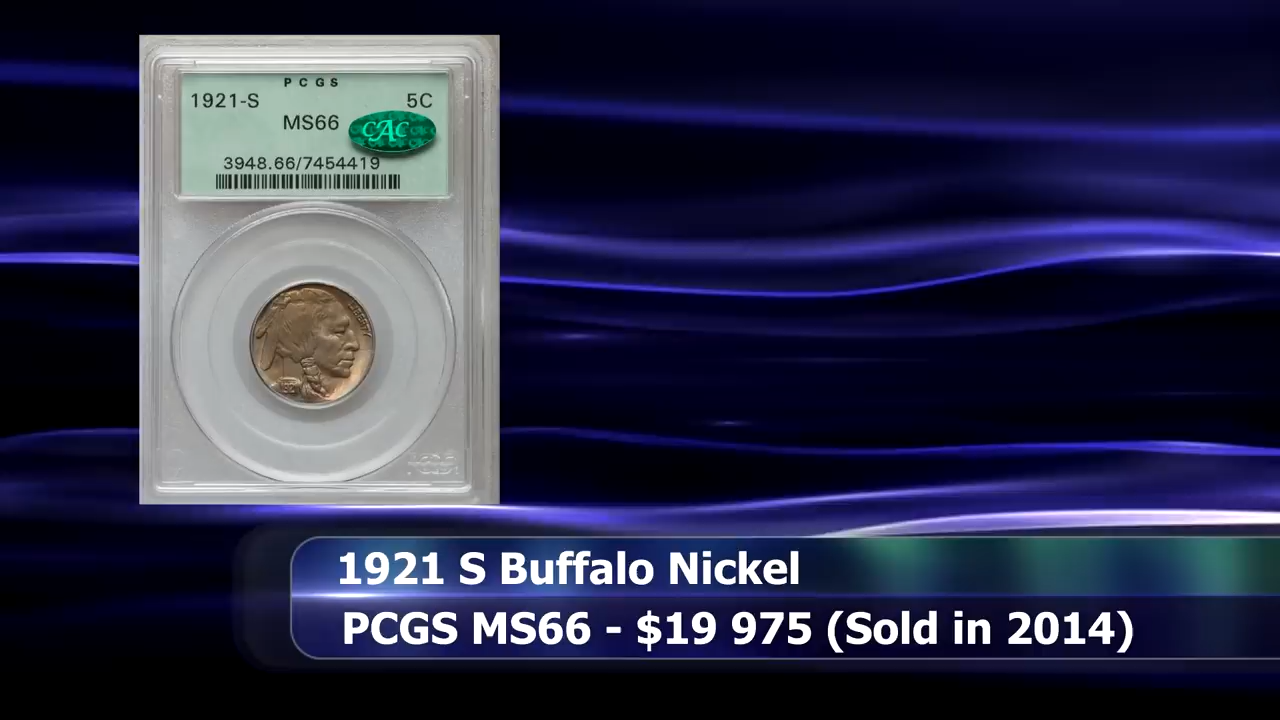 PCGS
1921-S 5C
MS66 CAC
3948.66/7454419
LIBERTY
PCGS
1921 S Buffalo Nickel
PCGS MS66 - $19 975 (Sold in 2014)